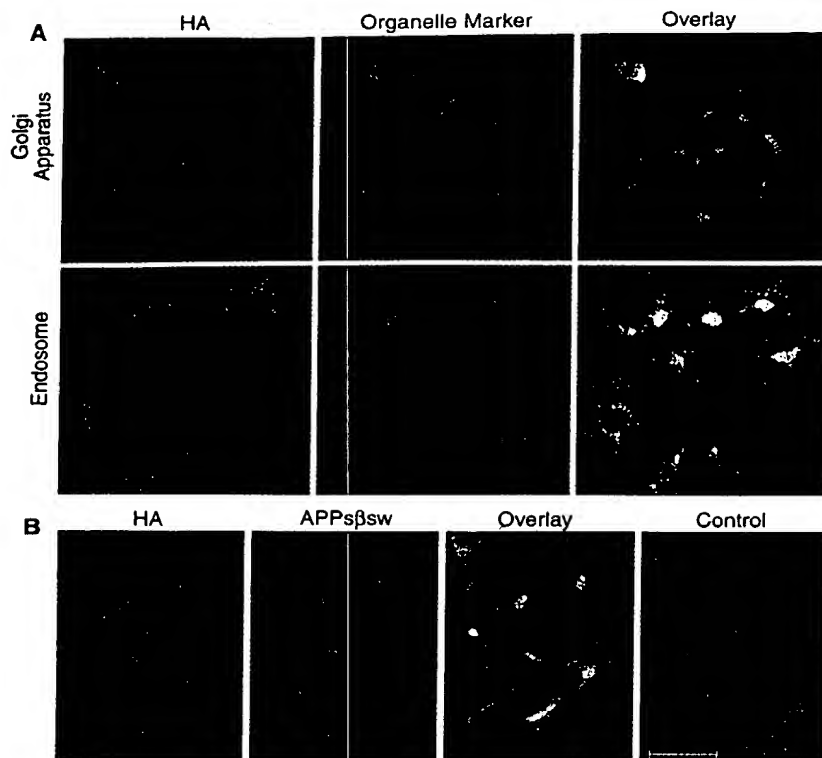 A
HA Organelle Marker Overlay
Golgi
Apparatus
Endosome
B
HA APPsβsw Overlay Control